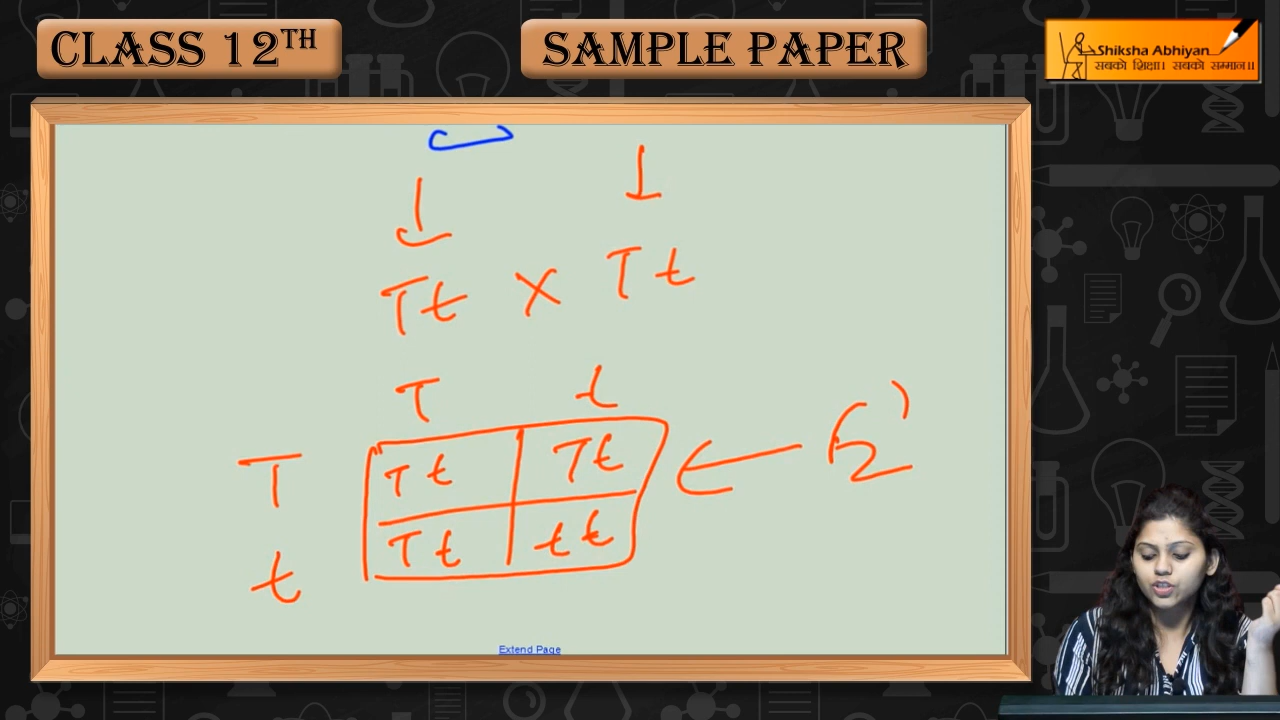 CLASS 12TH
SAMPLE PAPER
Shiksha Abhiyan
सबको शिक्षा। सबको सम्मान।।
Tt X Tt
T t
T Tt Tt
t Tt tt
F2
Extend Page